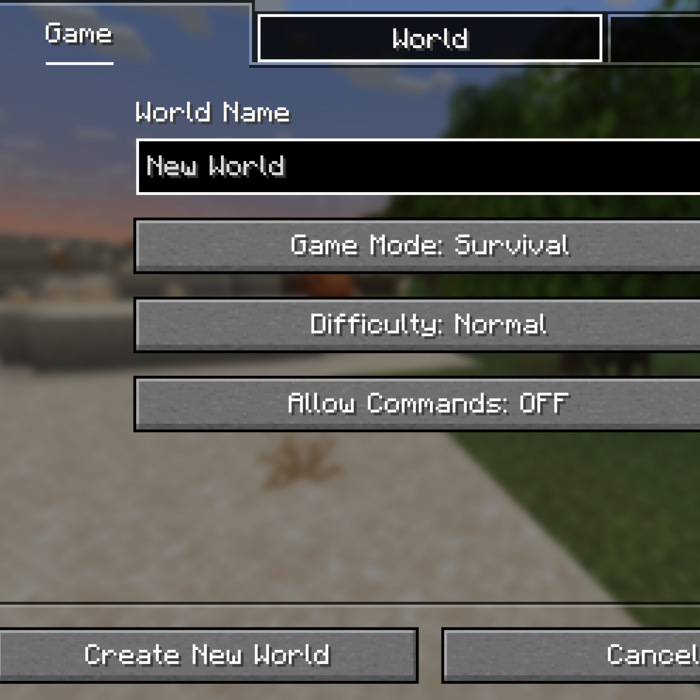 Game
World
World Name
New World
Game Mode: Survival
Difficulty: Normal
Allow Commands: OFF
Create New World
Cancel